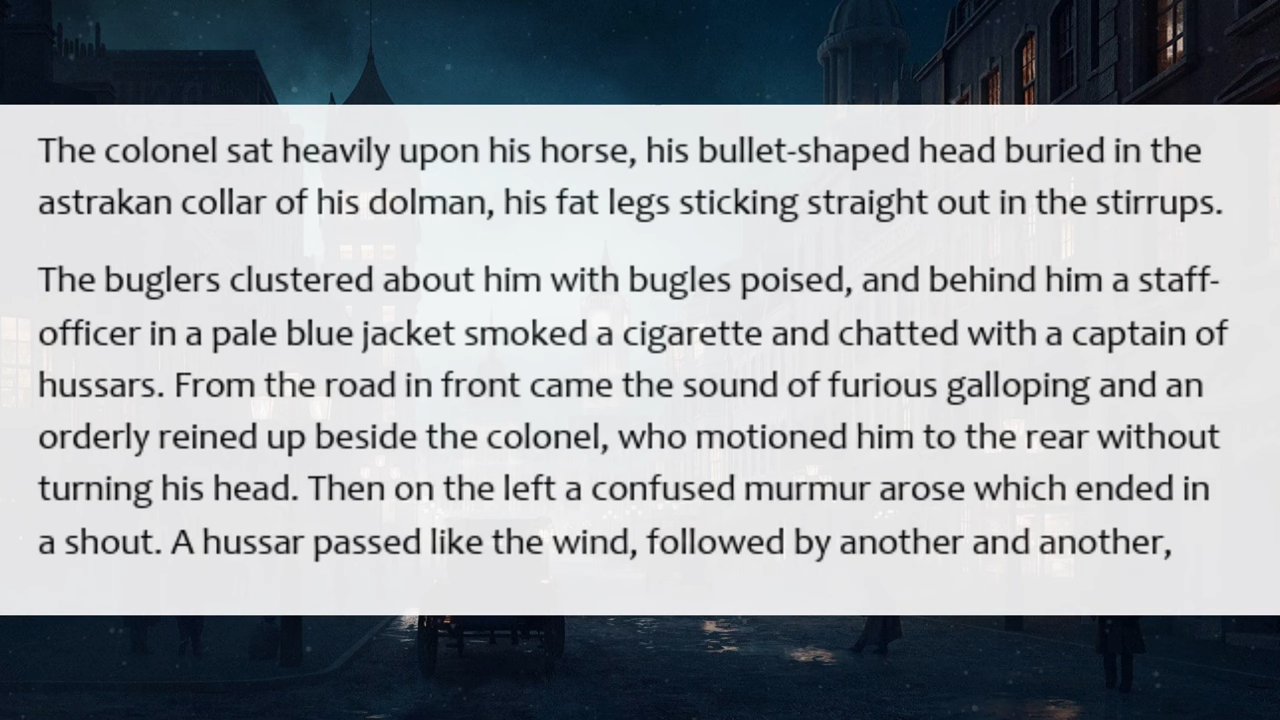 The colonel sat heavily upon his horse, his bullet-shaped head buried in the
astrakan collar of his dolman, his fat legs sticking straight out in the stirrups.
The buglers clustered about him with bugles poised, and behind him a staff-
officer in a pale blue jacket smoked a cigarette and chatted with a captain of
hussars. From the road in front came the sound of furious galloping and an
orderly reined up beside the colonel, who motioned him to the rear without
turning his head. Then on the left a confused murmur arose which ended in
a shout. A hussar passed like the wind, followed by another and another,